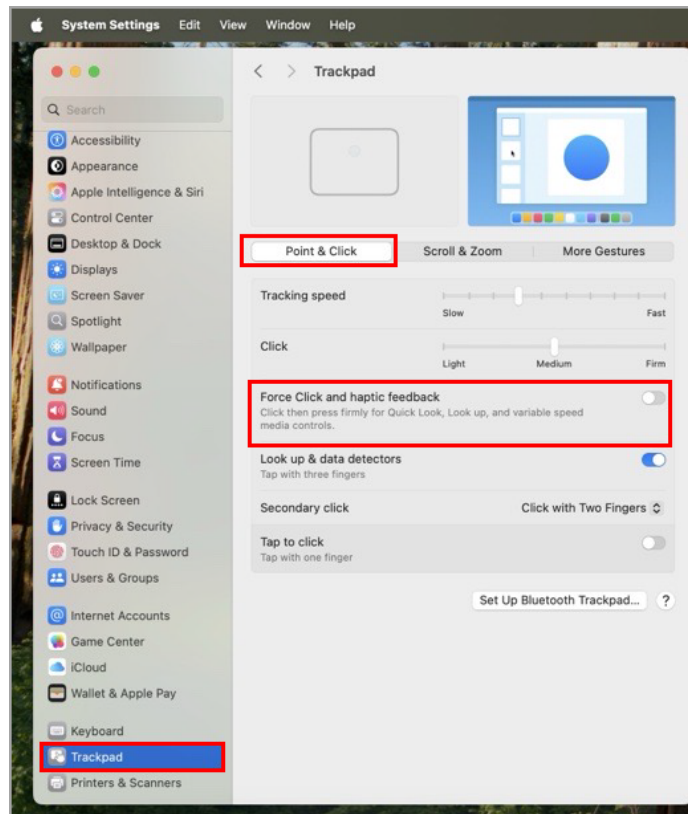 System Settings Edit View Window Help
Trackpad
Search
Accessibility
Appearance
Apple Intelligence & Siri
Control Center
Desktop & Dock
Displays
Screen Saver
Spotlight
Wallpaper
Notifications
Sound
Focus
Screen Time
Lock Screen
Privacy & Security
Touch ID & Password
Users & Groups
Internet Accounts
Game Center
iCloud
Wallet & Apple Pay
Keyboard
Trackpad
Printers & Scanners
Point & Click Scroll & Zoom More Gestures
Tracking speed
Slow Fast
Click
Light Medium Firm
Force Click and haptic feedback
Click then press firmly for Quick Look, Look up, and variable speed
media controls.
Look up & data detectors
Tap with three fingers
Secondary click Click with Two Fingers
Tap to click
Tap with one finger
Set Up Bluetooth Trackpad... ?